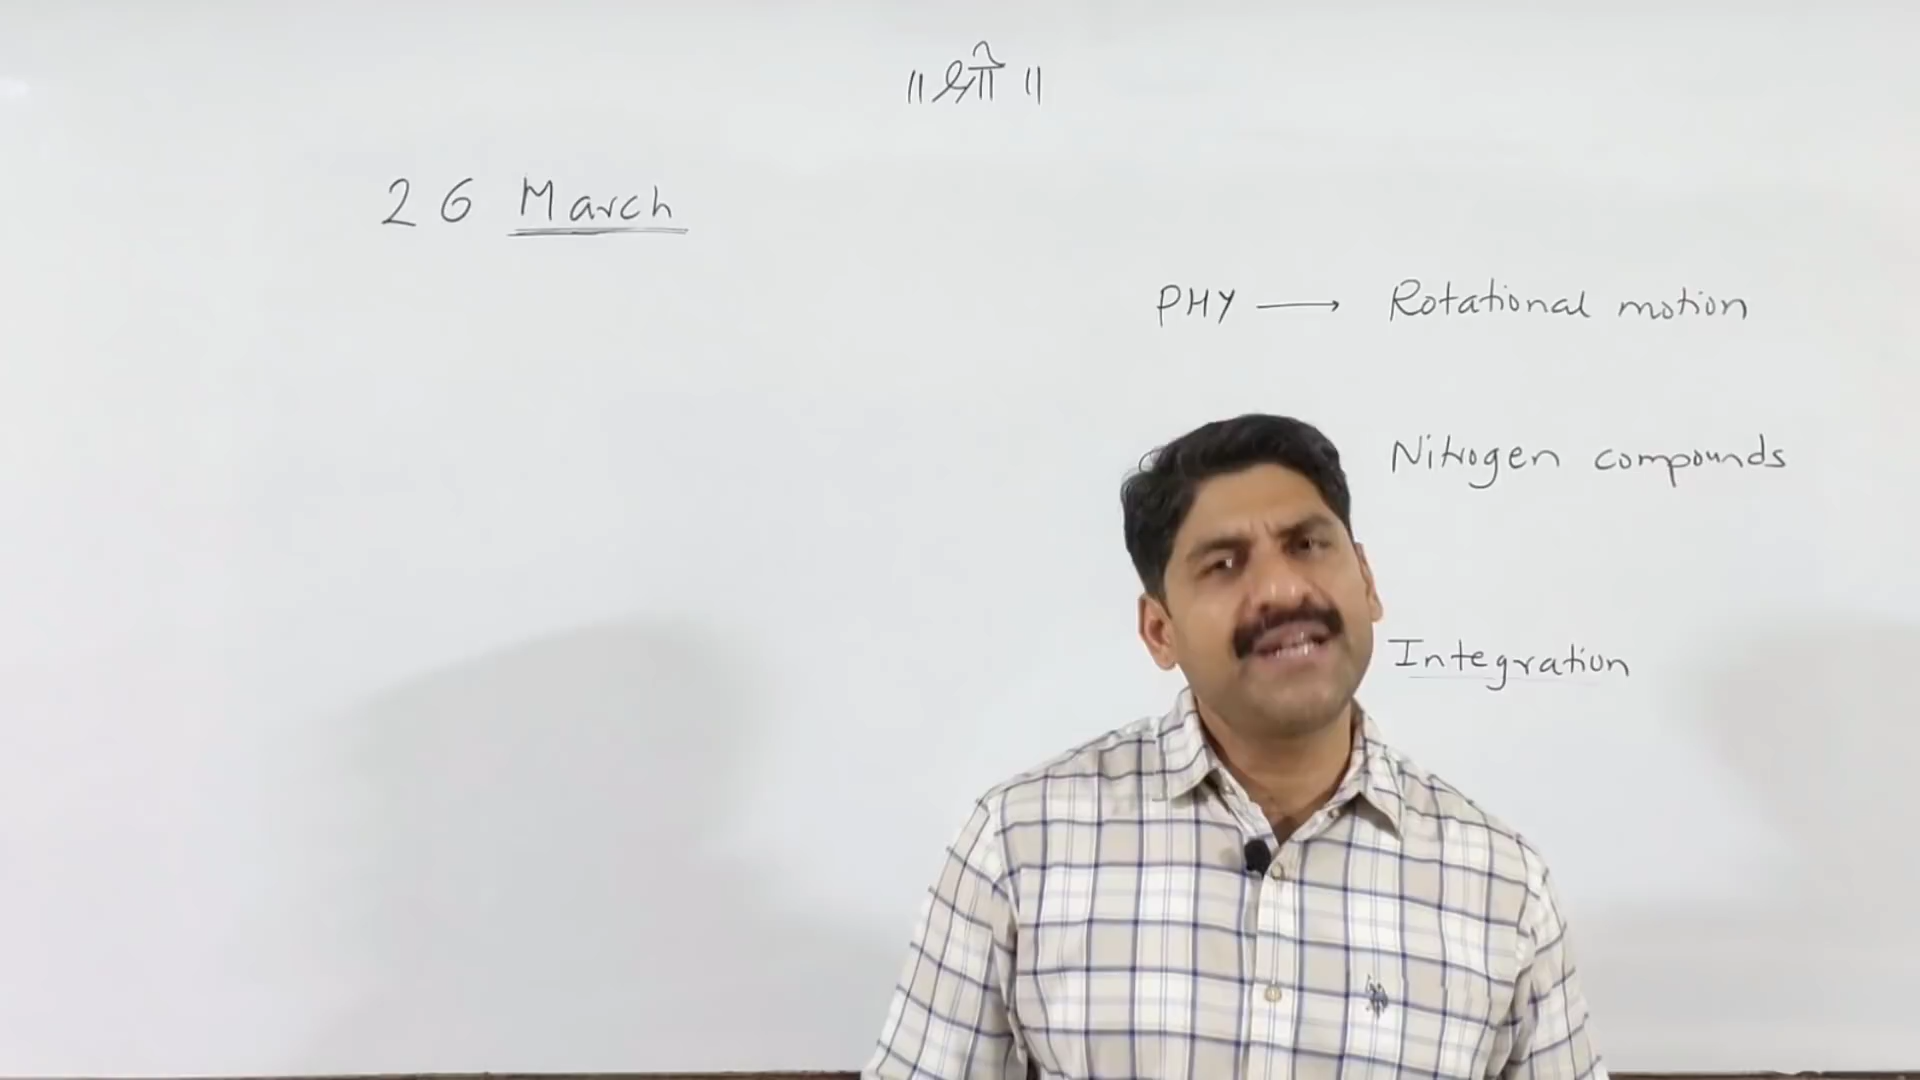 ॥ श्री ॥
26 March
PHY → Rotational motion
Nitrogen compounds
Integration